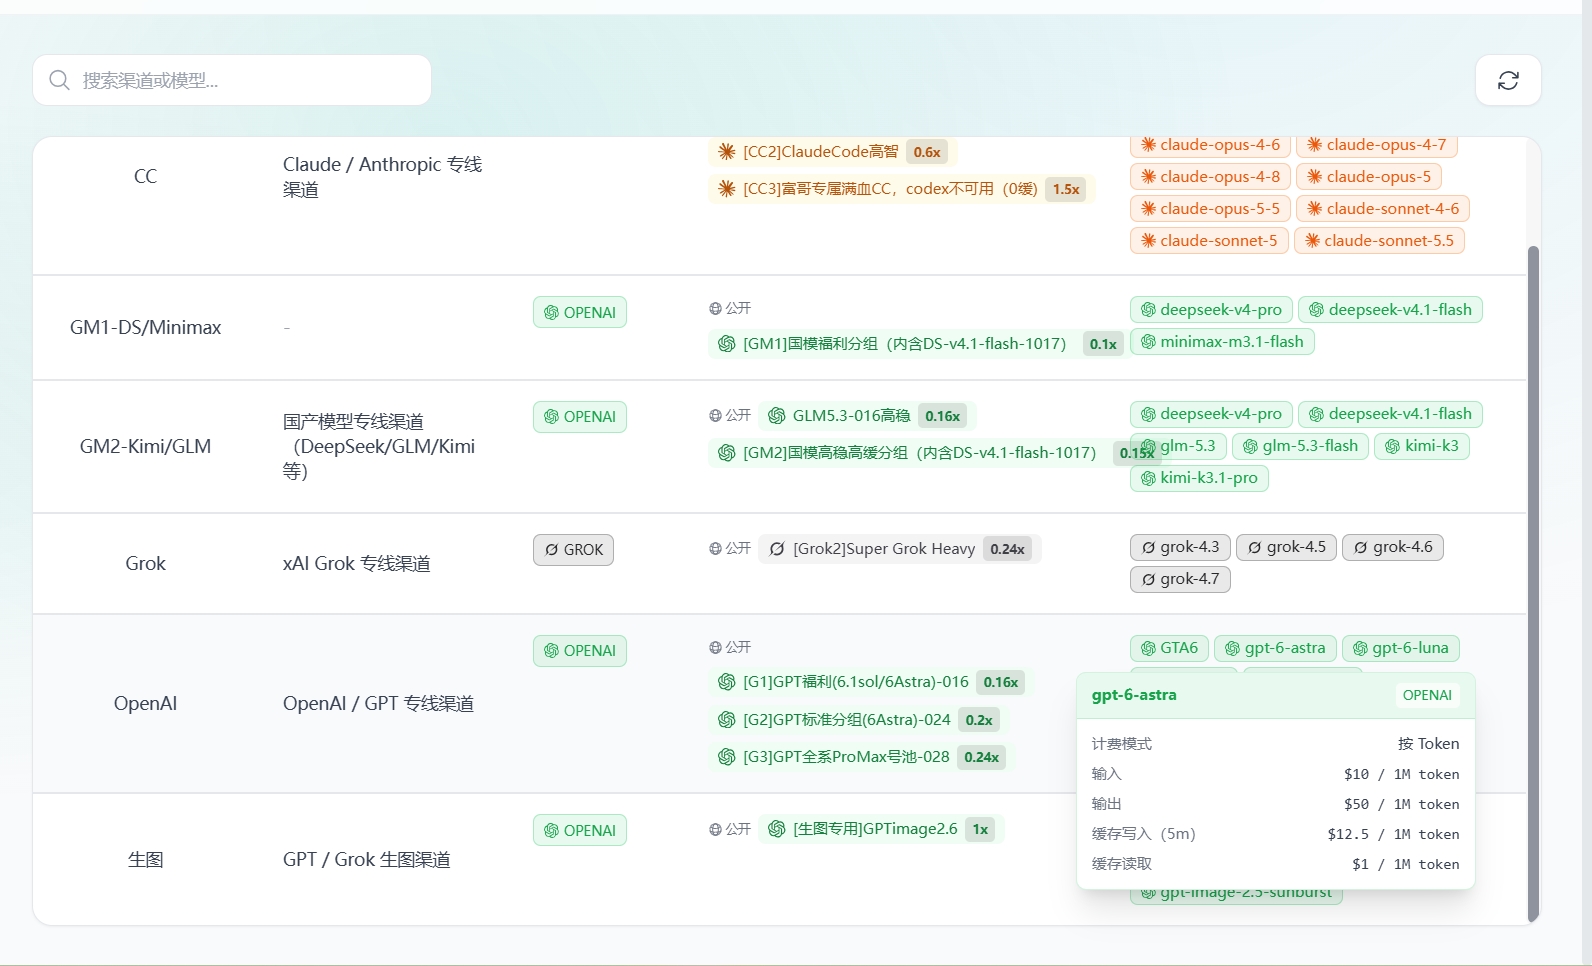 搜索渠道或模型...
CC
Claude / Anthropic 专线
渠道
[CC2]ClaudeCode高智 0.6x
[CC3]富哥专属满血CC，codex不可用（0缓） 1.5x
claude-opus-4-6 claude-opus-4-7
claude-opus-4-8 claude-opus-5
claude-opus-5-5 claude-sonnet-4-6
claude-sonnet-5 claude-sonnet-5.5
GM1-DS/Minimax
-
OPENAI
公开
[GM1]国模福利分组（内含DS-v4.1-flash-1017） 0.1x
deepseek-v4-pro deepseek-v4.1-flash
minimax-m3.1-flash
GM2-Kimi/GLM
国产模型专线渠道
（DeepSeek/GLM/Kimi
等）
OPENAI
公开 GLM5.3-016高稳 0.16x
[GM2]国模高稳高缓分组（内含DS-v4.1-flash-1017） 0.15x
deepseek-v4-pro deepseek-v4.1-flash
glm-5.3 glm-5.3-flash kimi-k3
kimi-k3.1-pro
Grok
xAI Grok 专线渠道
GROK
公开 [Grok2]Super Grok Heavy 0.24x
grok-4.3 grok-4.5 grok-4.6
grok-4.7
OpenAI
OpenAI / GPT 专线渠道
OPENAI
公开
[G1]GPT福利(6.1sol/6Astra)-016 0.16x
[G2]GPT标准分组(6Astra)-024 0.2x
[G3]GPT全系ProMax号池-028 0.24x
GTA6 gpt-6-astra gpt-6-luna
gpt-6-astra OPENAI
计费模式 按 Token
输入 $10 / 1M token
输出 $50 / 1M token
缓存写入（5m） $12.5 / 1M token
缓存读取 $1 / 1M token
生图
GPT / Grok 生图渠道
OPENAI
公开 [生图专用]GPTimage2.6 1x
gpt-image-2.5-sunburst